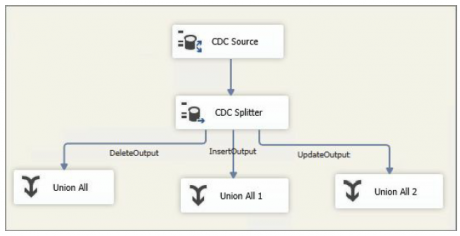 CDC Source
CDC Splitter
DeleteOutput
InsertOutput
UpdateOutput
Union All
Union All 1
Union All 2